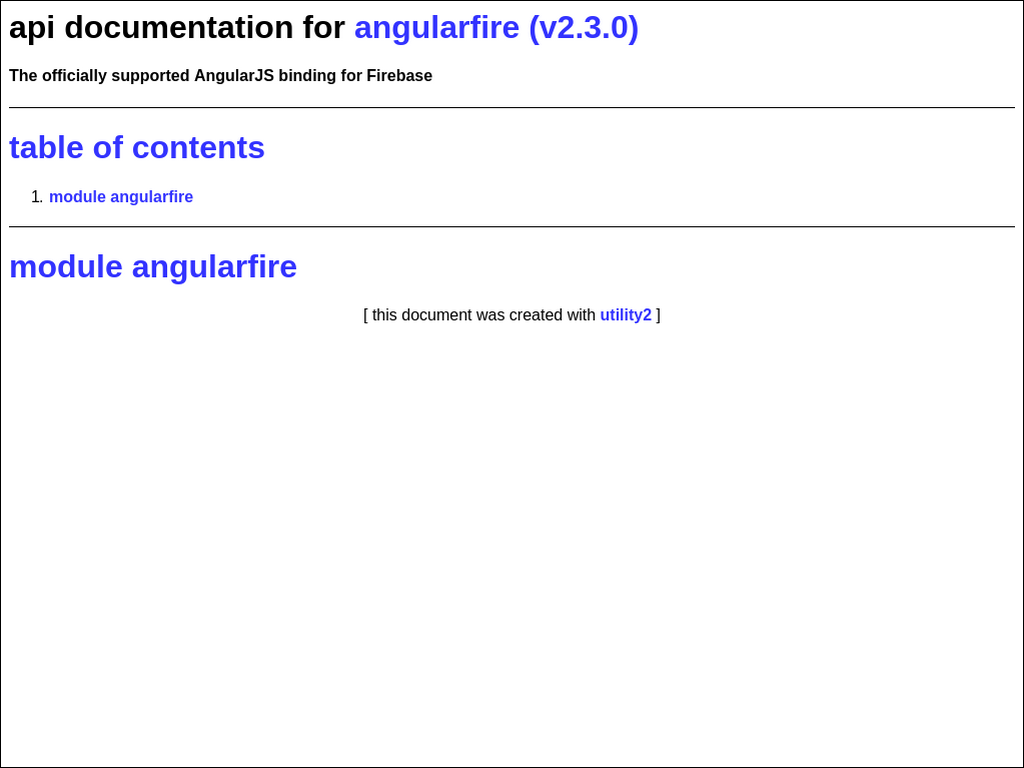 api documentation for angularfire (v2.3.0)
The officially supported AngularJS binding for Firebase
table of contents
1. module angularfire
module angularfire
[ this document was created with utility2 ]